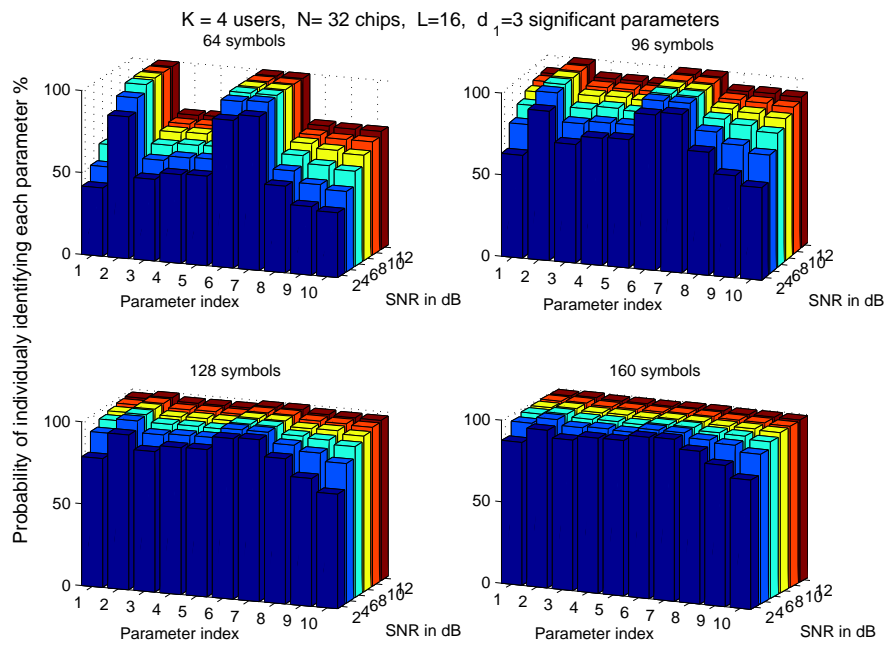 K = 4 users, N= 32 chips, L=16, d1=3 significant parameters
64 symbols
96 symbols
Probability of individualy identifying each parameter %
100
50
0
1 2 3 4 5 6 7 8 9 10
Parameter index
2 4 6 8 10 12
SNR in dB
100
50
0
1 2 3 4 5 6 7 8 9 10
Parameter index
2 4 6 8 10 12
SNR in dB
128 symbols
160 symbols
100
50
0
1 2 3 4 5 6 7 8 9 10
Parameter index
2 4 6 8 10 12
SNR in dB
100
50
0
1 2 3 4 5 6 7 8 9 10
Parameter index
2 4 6 8 10 12
SNR in dB